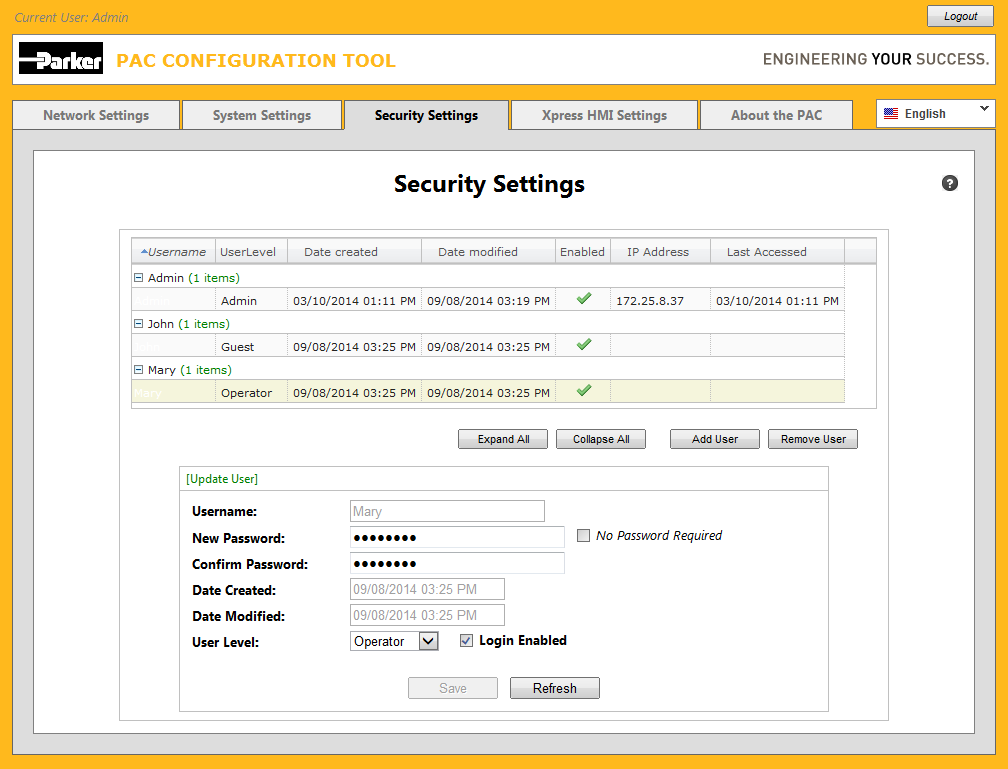 Current User: Admin
Logout
Parker
PAC CONFIGURATION TOOL
ENGINEERING YOUR SUCCESS.
Network Settings
System Settings
Security Settings
Xpress HMI Settings
About the PAC
English
Security Settings
?
Username UserLevel Date created Date modified Enabled IP Address Last Accessed
Admin (1 items)
Admin 03/10/2014 01:11 PM 09/08/2014 03:19 PM 172.25.8.37 03/10/2014 01:11 PM
John (1 items)
Guest 09/08/2014 03:25 PM 09/08/2014 03:25 PM
Mary (1 items)
Mary Operator 09/08/2014 03:25 PM 09/08/2014 03:25 PM
Expand All
Collapse All
Add User
Remove User
[Update User]
Username: Mary
New Password: ●●●●●●●● No Password Required
Confirm Password: ●●●●●●●●
Date Created: 09/08/2014 03:25 PM
Date Modified: 09/08/2014 03:25 PM
User Level: Operator Login Enabled
Save
Refresh